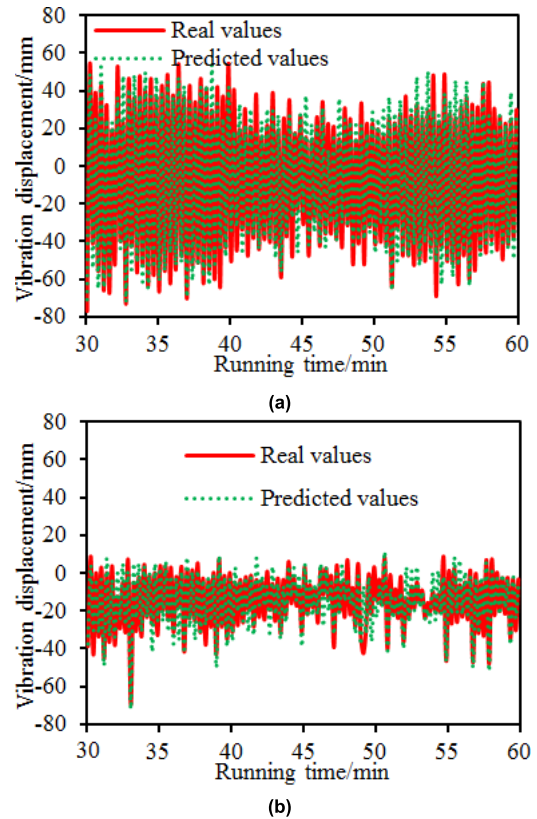 Real values
Predicted values
Vibration displacement/mm
80
60
40
20
0
-20
-40
-60
-80
30 35 40 45 50 55 60
Running time/min
(a)
Real values
Predicted values
Vibration displacement/mm
80
60
40
20
0
-20
-40
-60
-80
30 35 40 45 50 55 60
Running time/min
(b)